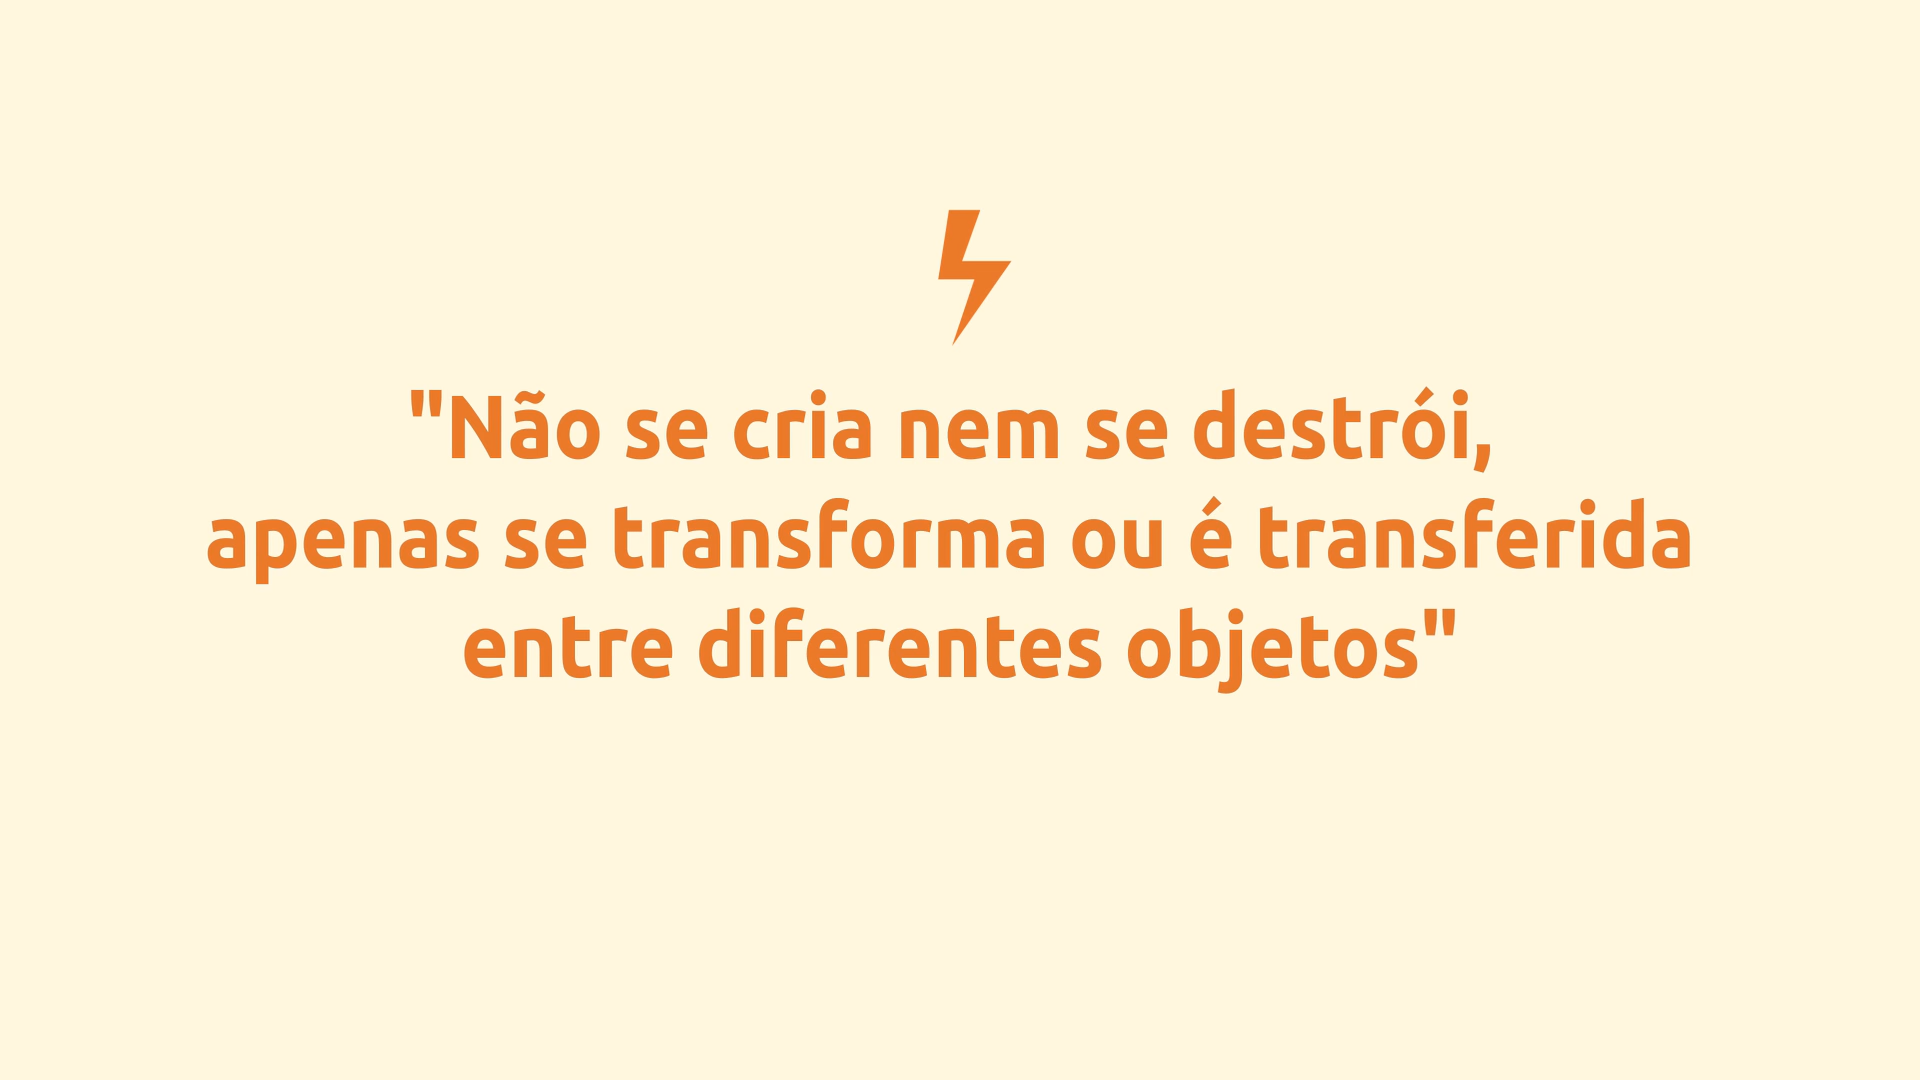 "Não se cria nem se destrói,
apenas se transforma ou é transferida
entre diferentes objetos"